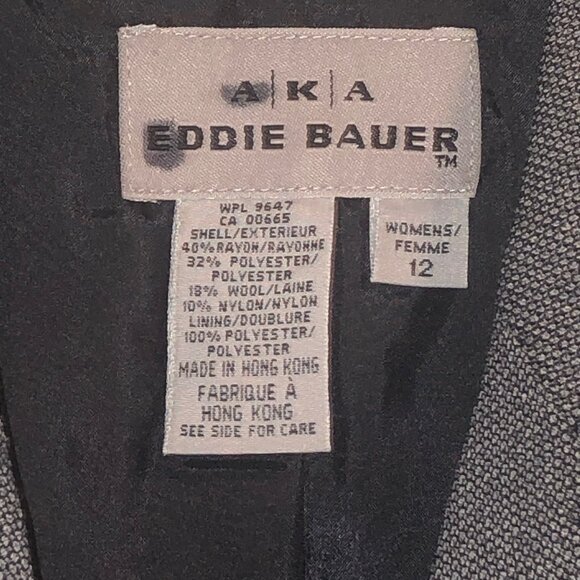 A|K|A
EDDIE BAUER
TM
WPL 9647
CA 00665
SHELL/EXTERIEUR
40% RAYON/RAYONNE
32% POLYESTER/
POLYESTER
18% WOOL/LAINE
10% NYLON/NYLON
LINING/DOUBLURE
100% POLYESTER/
POLYESTER
MADE IN HONG KONG
FABRIQUE À
HONG KONG
SEE SIDE FOR CARE
WOMENS/
FEMME
12